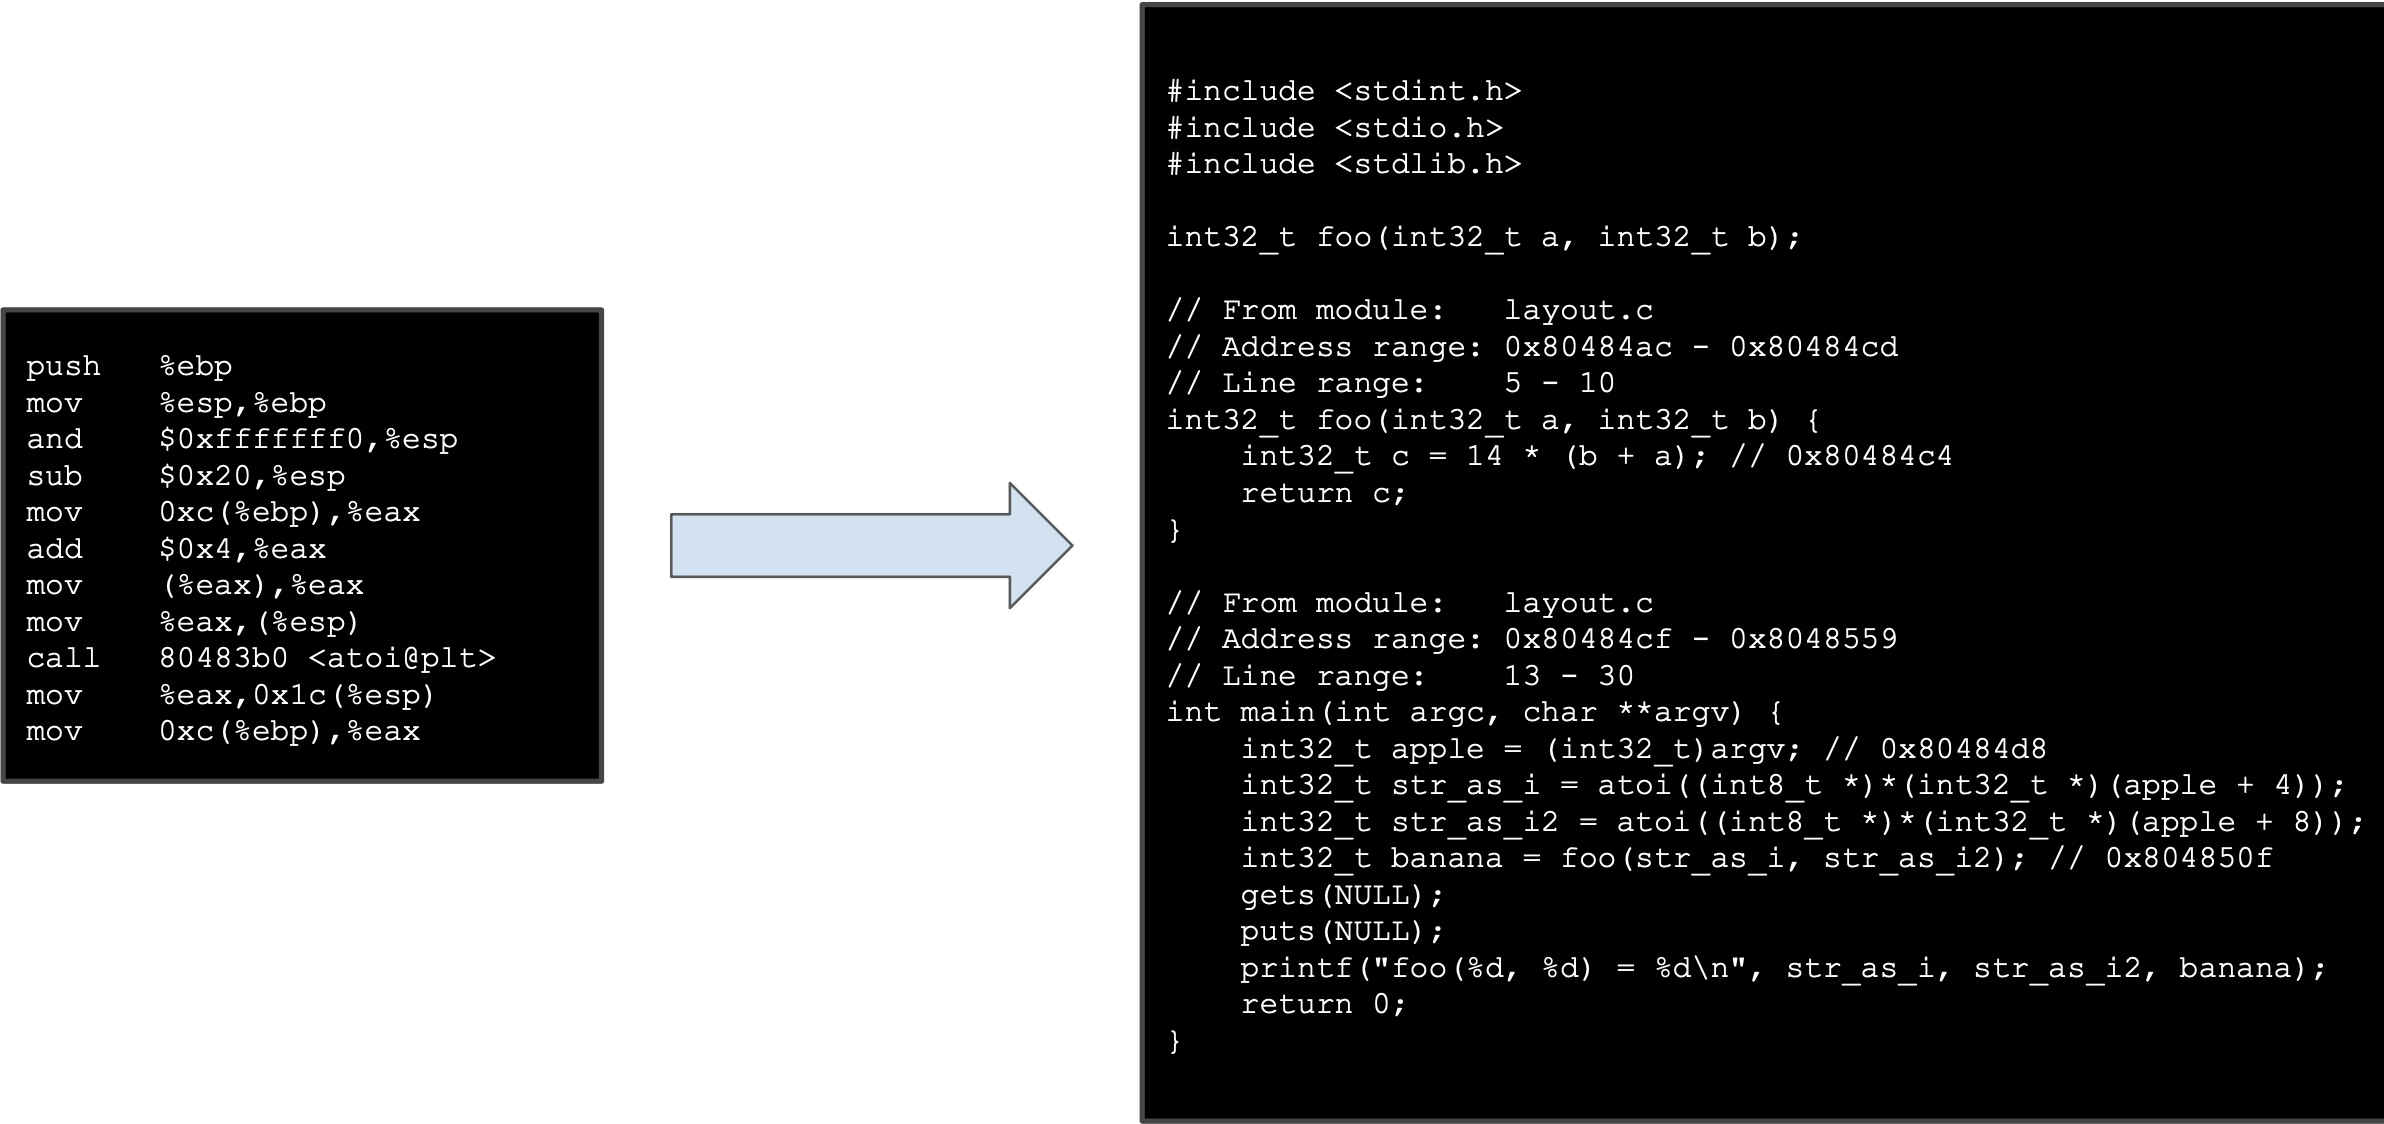 push   %ebp
mov    %esp,%ebp
and    $0xfffffff0,%esp
sub    $0x20,%esp
mov    0xc(%ebp),%eax
add    $0x4,%eax
mov    (%eax),%eax
mov    %eax,(%esp)
call   80483b0 <atoi@plt>
mov    %eax,0x1c(%esp)
mov    0xc(%ebp),%eax
#include <stdint.h>
#include <stdio.h>
#include <stdlib.h>
int32_t foo(int32_t a, int32_t b);
// From module:   layout.c
// Address range: 0x80484ac - 0x80484cd
// Line range:    5 - 10
int32_t foo(int32_t a, int32_t b) {
    int32_t c = 14 * (b + a); // 0x80484c4
    return c;
}
// From module:   layout.c
// Address range: 0x80484cf - 0x8048559
// Line range:    13 - 30
int main(int argc, char **argv) {
    int32_t apple = (int32_t)argv; // 0x80484d8
    int32_t str_as_i = atoi((int8_t *)*(int32_t *)(apple + 4));
    int32_t str_as_i2 = atoi((int8_t *)*(int32_t *)(apple + 8));
    int32_t banana = foo(str_as_i, str_as_i2); // 0x804850f
    gets(NULL);
    puts(NULL);
    printf("foo(%d, %d) = %d\n", str_as_i, str_as_i2, banana);
    return 0;
}